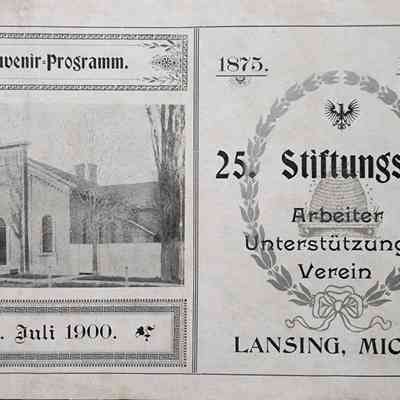 uvenir-Programm.
. Juli 1900.
1875.
25. Stiftungs
Arbeiter
Unterstützung
Verein
LANSING, MIC